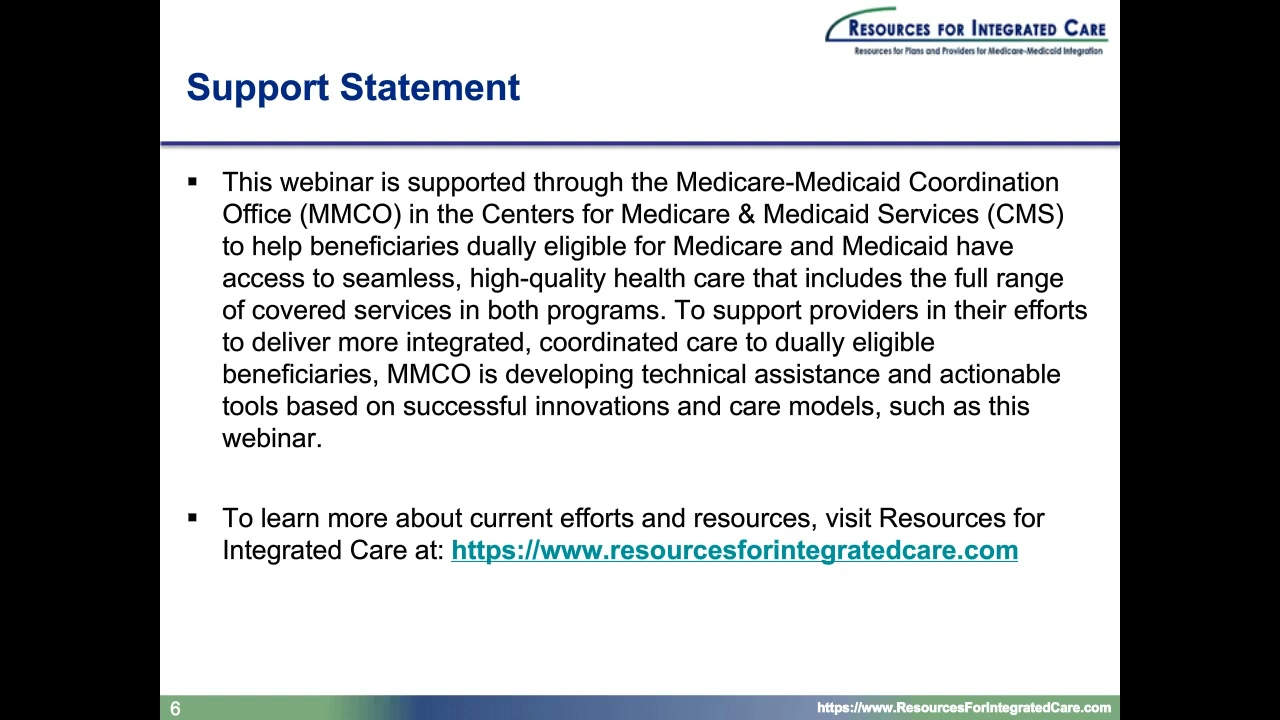 RESOURCES FOR INTEGRATED CARE
Resources for Plans and Providers for Medicare-Medicaid Integration
Support Statement
▪ This webinar is supported through the Medicare-Medicaid Coordination
Office (MMCO) in the Centers for Medicare & Medicaid Services (CMS)
to help beneficiaries dually eligible for Medicare and Medicaid have
access to seamless, high-quality health care that includes the full range
of covered services in both programs. To support providers in their efforts
to deliver more integrated, coordinated care to dually eligible
beneficiaries, MMCO is developing technical assistance and actionable
tools based on successful innovations and care models, such as this
webinar.
▪ To learn more about current efforts and resources, visit Resources for
Integrated Care at: https://www.resourcesforintegratedcare.com
6
https://www.ResourcesForIntegratedCare.com